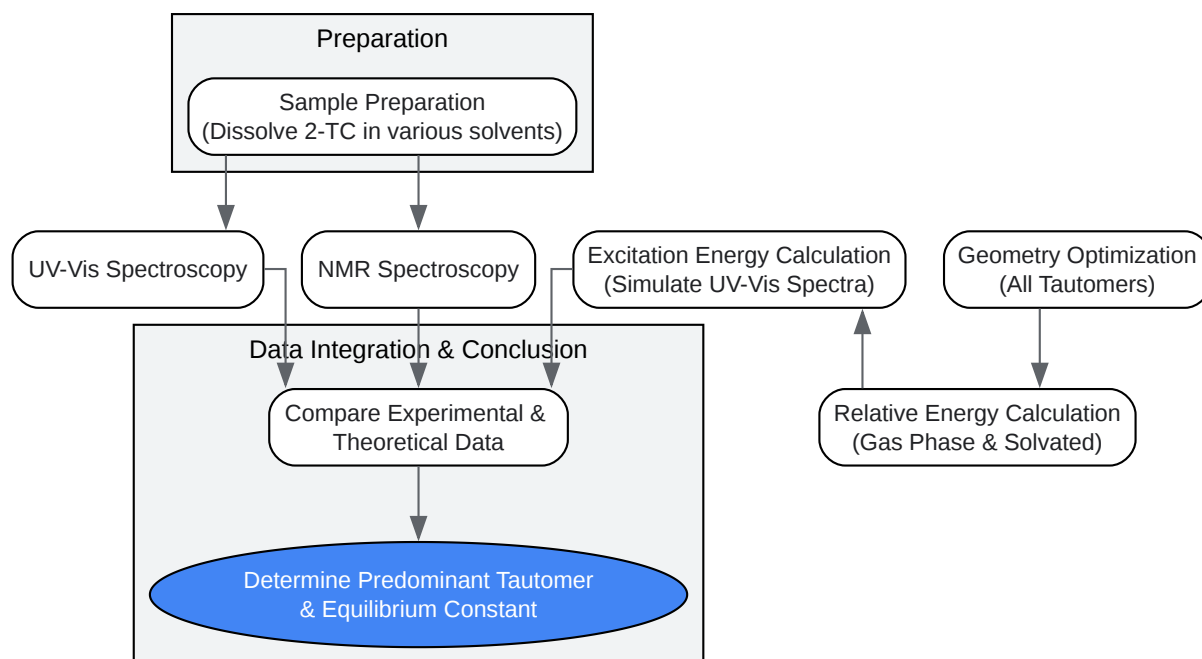 Preparation
Sample Preparation
(Dissolve 2-TC in various solvents)
UV-Vis Spectroscopy
NMR Spectroscopy
Excitation Energy Calculation
(Simulate UV-Vis Spectra)
Geometry Optimization
(All Tautomers)
Data Integration & Conclusion
Compare Experimental &
Theoretical Data
Relative Energy Calculation
(Gas Phase & Solvated)
Determine Predominant Tautomer
& Equilibrium Constant